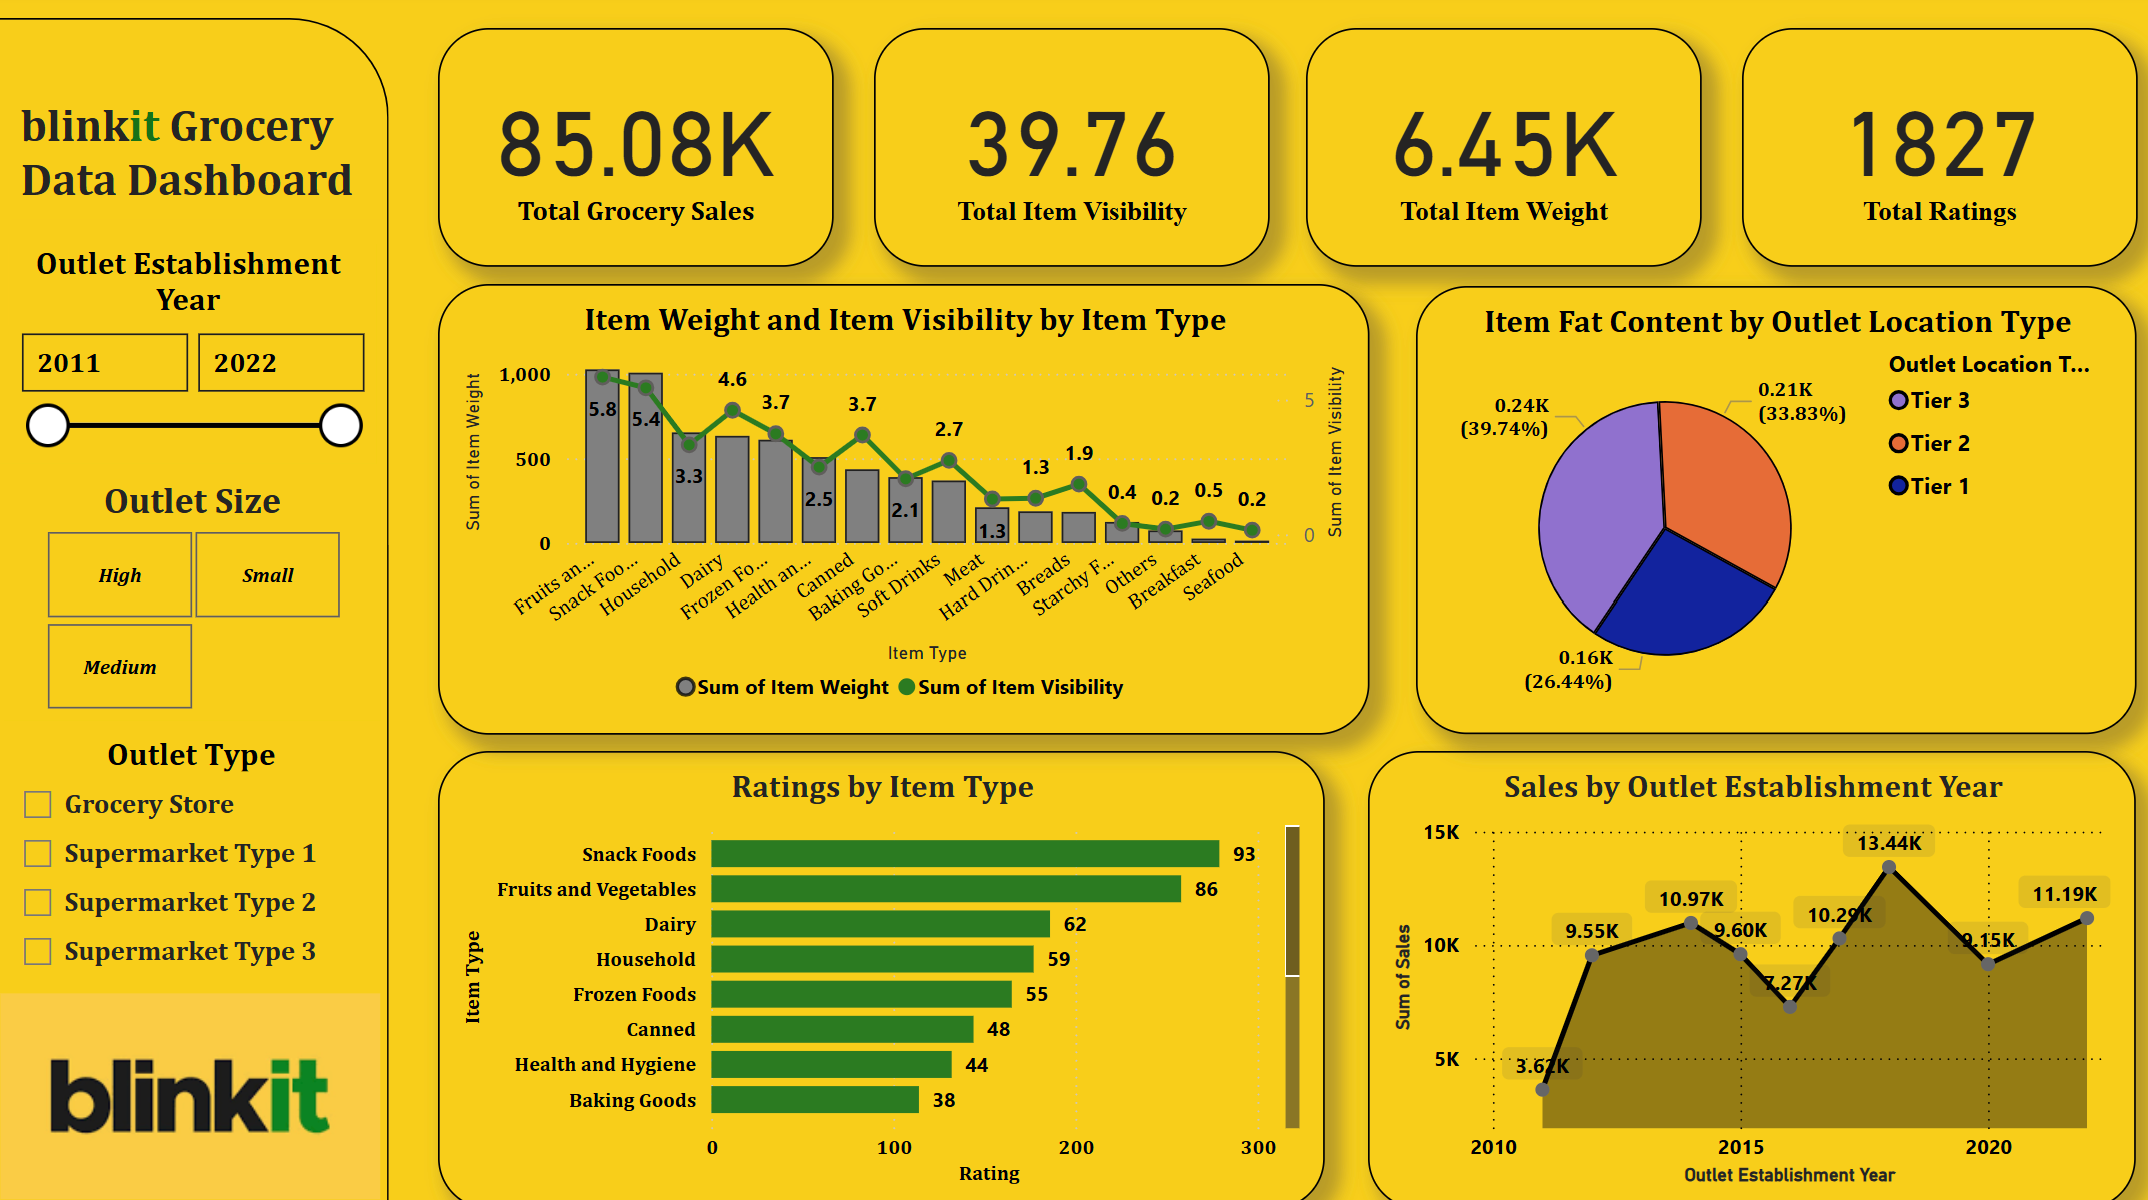 blinkit Grocery
Data Dashboard
Outlet Establishment
Year
2011
2022
Outlet Size
High
Small
Medium
Outlet Type
Grocery Store
Supermarket Type 1
Supermarket Type 2
Supermarket Type 3
blinkit
85.08K
Total Grocery Sales
39.76
Total Item Visibility
6.45K
Total Item Weight
1827
Total Ratings
Item Weight and Item Visibility by Item Type
Sum of Item Weight
1,000
500
0
5.8
5.4
3.3
4.6
3.7
2.5
3.7
2.1
2.7
1.3
1.3
1.9
0.4
0.2
0.5
0.2
5
0
Sum of Item Visibility
Fruits an...
Snack Foo...
Household
Dairy
Frozen Fo...
Health an...
Canned
Baking Go...
Soft Drinks
Meat
Hard Drin...
Breads
Starchy F...
Others
Breakfast
Seafood
Item Type
Sum of Item Weight
Sum of Item Visibility
Item Fat Content by Outlet Location Type
Outlet Location T...
Tier 3
Tier 2
Tier 1
0.24K
(39.74%)
0.21K
(33.83%)
0.16K
(26.44%)
Ratings by Item Type
Item Type
Snack Foods 93
Fruits and Vegetables 86
Dairy 62
Household 59
Frozen Foods 55
Canned 48
Health and Hygiene 44
Baking Goods 38
0 100 200 300
Rating
Sales by Outlet Establishment Year
Sum of Sales
15K
10K
5K
3.62K
9.55K
10.97K
9.60K
7.27K
10.29K
13.44K
9.15K
11.19K
2010 2015 2020
Outlet Establishment Year